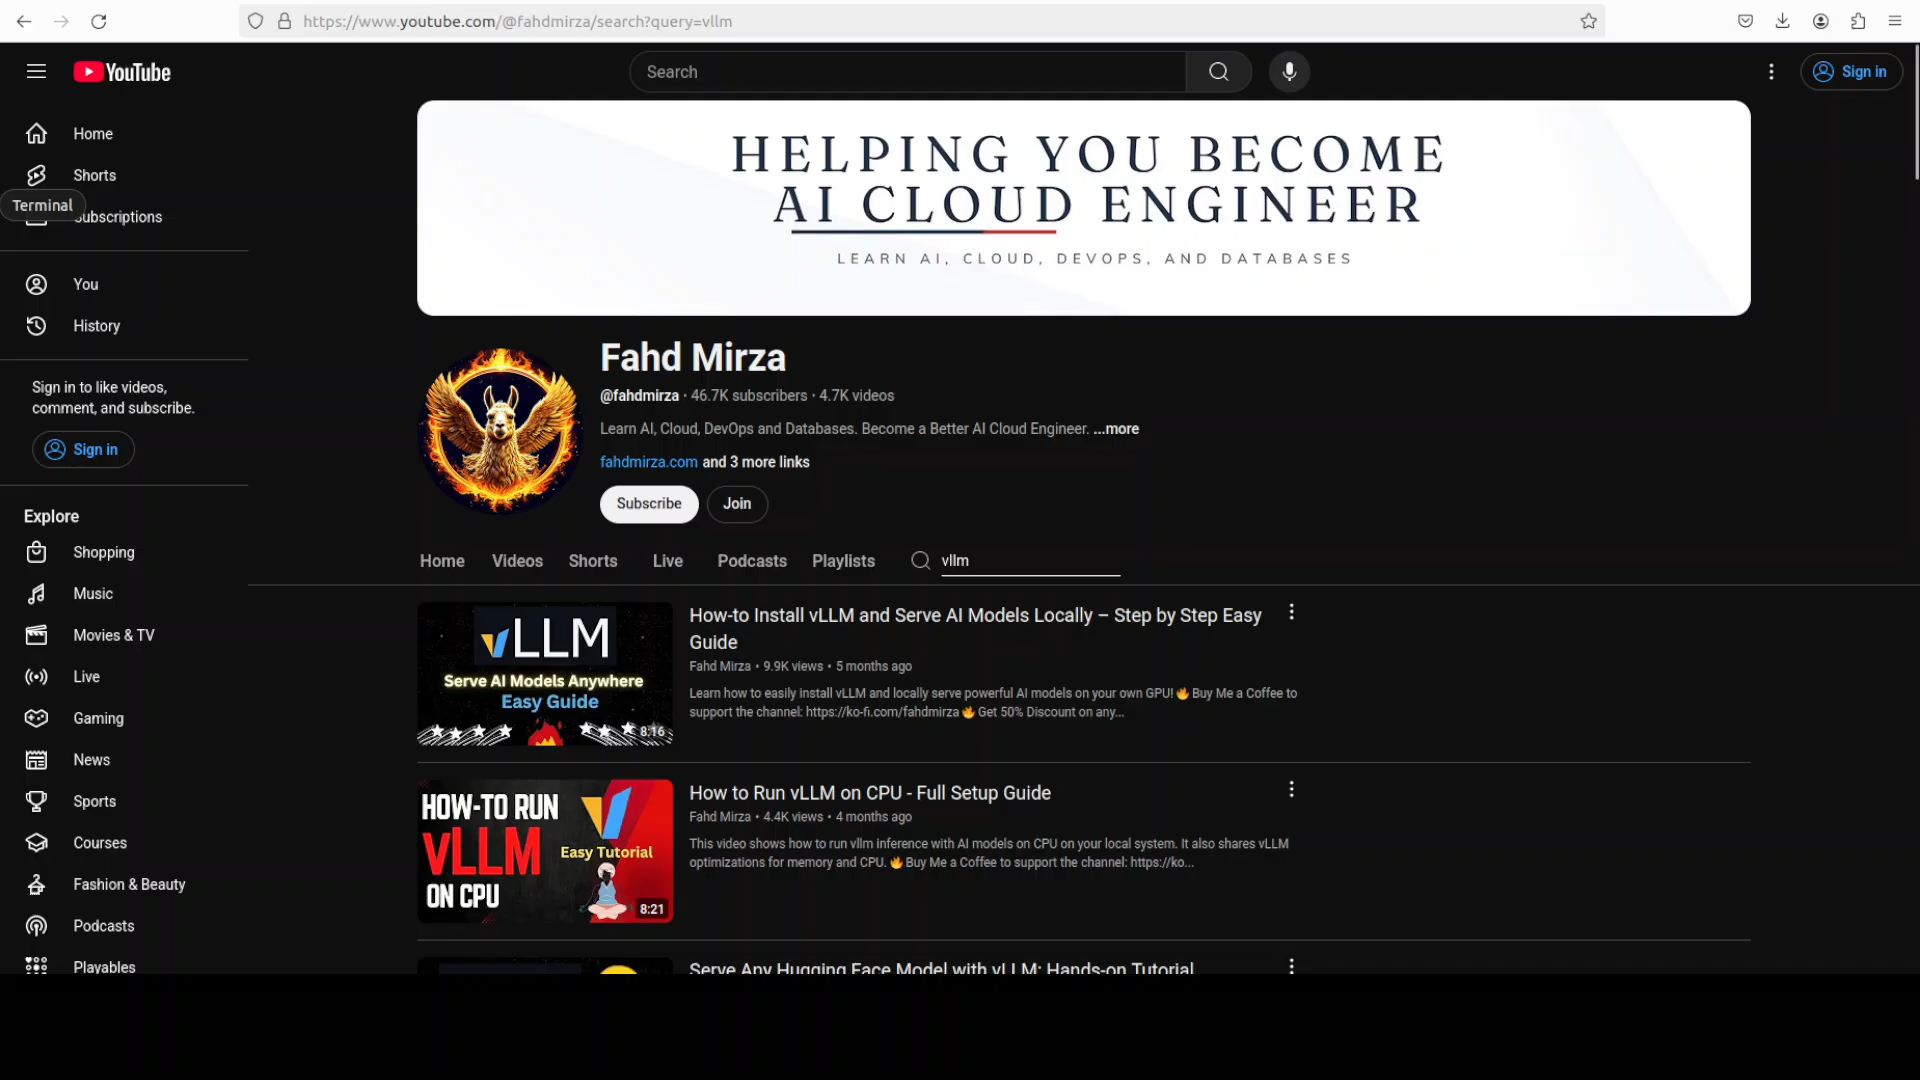 https://www.youtube.com/@fahdmirza/search?query=vllm
YouTube
Search
Sign in
Home
Shorts
Terminal
Subscriptions
You
History
Sign in to like videos,
comment, and subscribe.
Sign in
Explore
Shopping
Music
Movies & TV
Live
Gaming
News
Sports
Courses
Fashion & Beauty
Podcasts
Playables
HELPING YOU BECOME
AI CLOUD ENGINEER
LEARN AI, CLOUD, DEVOPS, AND DATABASES
Fahd Mirza
@fahdmirza · 46.7K subscribers · 4.7K videos
Learn AI, Cloud, DevOps and Databases. Become a Better AI Cloud Engineer. ...more
fahdmirza.com and 3 more links
Subscribe
Join
Home Videos Shorts Live Podcasts Playlists vllm
vLLM
Serve AI Models Anywhere
Easy Guide
8:16
How-to Install vLLM and Serve AI Models Locally – Step by Step Easy
Guide
Fahd Mirza • 9.9K views • 5 months ago
Learn how to easily install vLLM and locally serve powerful AI models on your own GPU! 🔥 Buy Me a Coffee to
support the channel: https://ko-fi.com/fahdmirza 🔥 Get 50% Discount on any...
HOW-TO RUN
vLLM
ON CPU
Easy Tutorial
8:21
How to Run vLLM on CPU - Full Setup Guide
Fahd Mirza • 4.4K views • 4 months ago
This video shows how to run vllm inference with AI models on CPU on your local system. It also shares vLLM
optimizations for memory and CPU. 🔥 Buy Me a Coffee to support the channel: https://ko...
Serve Any Hugging Face Model with vLLM: Hands-on Tutorial